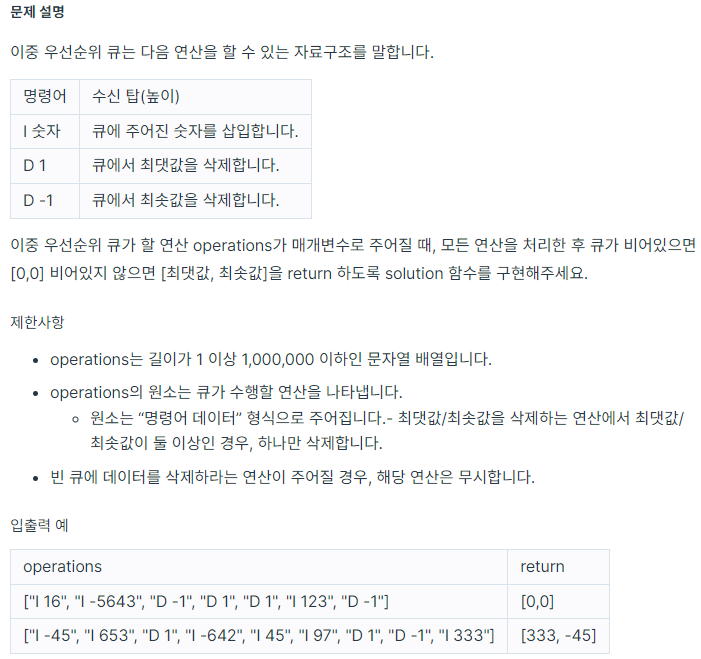 문제 설명
이중 우선순위 큐는 다음 연산을 할 수 있는 자료구조를 말합니다.
명령어 수신 탑(높이)
I 숫자 큐에 주어진 숫자를 삽입합니다.
D 1 큐에서 최댓값을 삭제합니다.
D -1 큐에서 최솟값을 삭제합니다.
이중 우선순위 큐가 할 연산 operations가 매개변수로 주어질 때, 모든 연산을 처리한 후 큐가 비어있으면
[0,0] 비어있지 않으면 [최댓값, 최솟값]을 return 하도록 solution 함수를 구현해주세요.
제한사항
• operations는 길이가 1 이상 1,000,000 이하인 문자열 배열입니다.
• operations의 원소는 큐가 수행할 연산을 나타냅니다.
◦ 원소는 “명령어 데이터” 형식으로 주어집니다.- 최댓값/최솟값을 삭제하는 연산에서 최댓값/
최솟값이 둘 이상인 경우, 하나만 삭제합니다.
• 빈 큐에 데이터를 삭제하라는 연산이 주어질 경우, 해당 연산은 무시합니다.
입출력 예
operations return
["I 16", "I -5643", "D -1", "D 1", "D 1", "I 123", "D -1"] [0,0]
["I -45", "I 653", "D 1", "I -642", "I 45", "I 97", "D 1", "D -1", "I 333"] [333, -45]